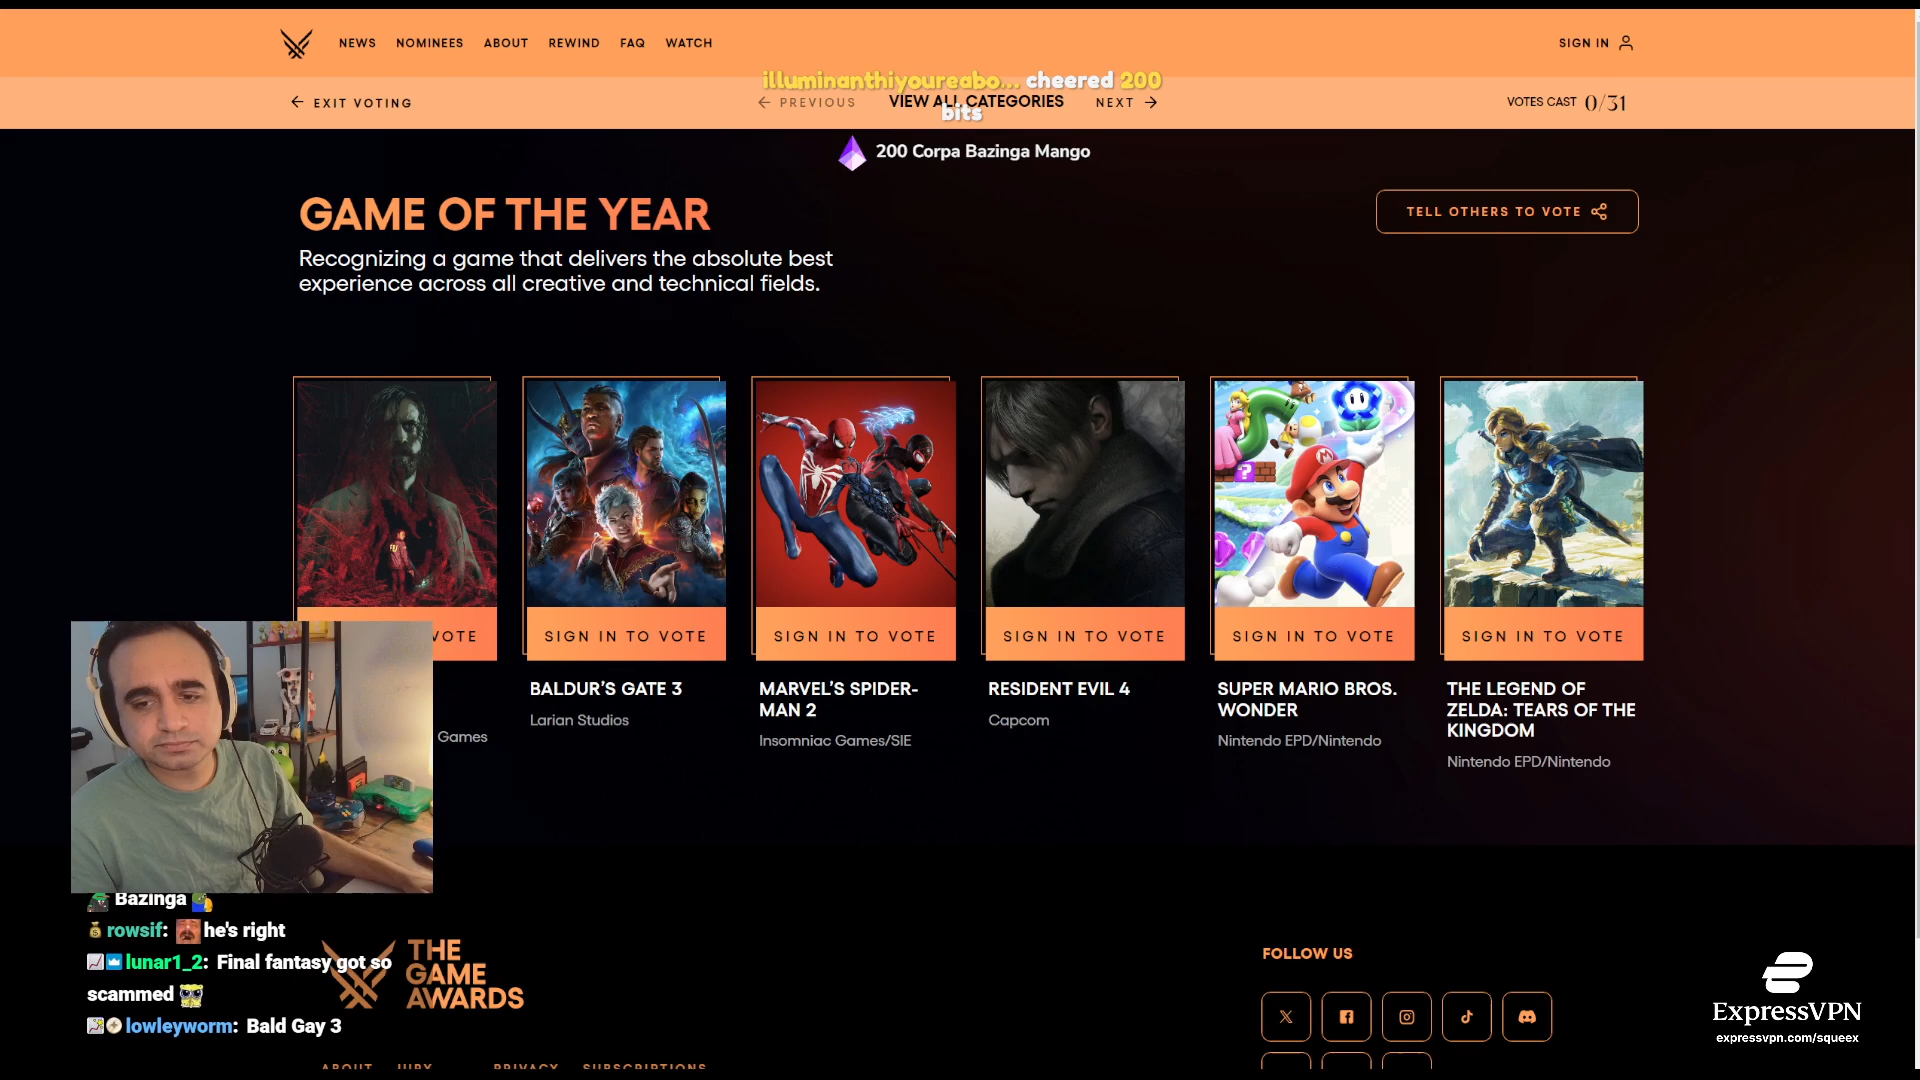 NEWS NOMINEES ABOUT REWIND FAQ WATCH
SIGN IN
illuminanthiyoureabo... cheered 200
bits
EXIT VOTING
PREVIOUS
VIEW ALL CATEGORIES
NEXT
VOTES CAST 0/31
200 Corpa Bazinga Mango
GAME OF THE YEAR
TELL OTHERS TO VOTE
Recognizing a game that delivers the absolute best
experience across all creative and technical fields.
VOTE
SIGN IN TO VOTE
SIGN IN TO VOTE
SIGN IN TO VOTE
SIGN IN TO VOTE
SIGN IN TO VOTE
Games
BALDUR'S GATE 3
Larian Studios
MARVEL'S SPIDER-
MAN 2
Insomniac Games/SIE
RESIDENT EVIL 4
Capcom
SUPER MARIO BROS.
WONDER
Nintendo EPD/Nintendo
THE LEGEND OF
ZELDA: TEARS OF THE
KINGDOM
Nintendo EPD/Nintendo
Bazinga
rowsif: he's right
lunar1_2: Final fantasy got so
scammed
lowleyworm: Bald Gay 3
THE
GAME
AWARDS
FOLLOW US
ExpressVPN
expressvpn.com/squeex
ABOUT JURY PRIVACY SUBSCRIPTIONS